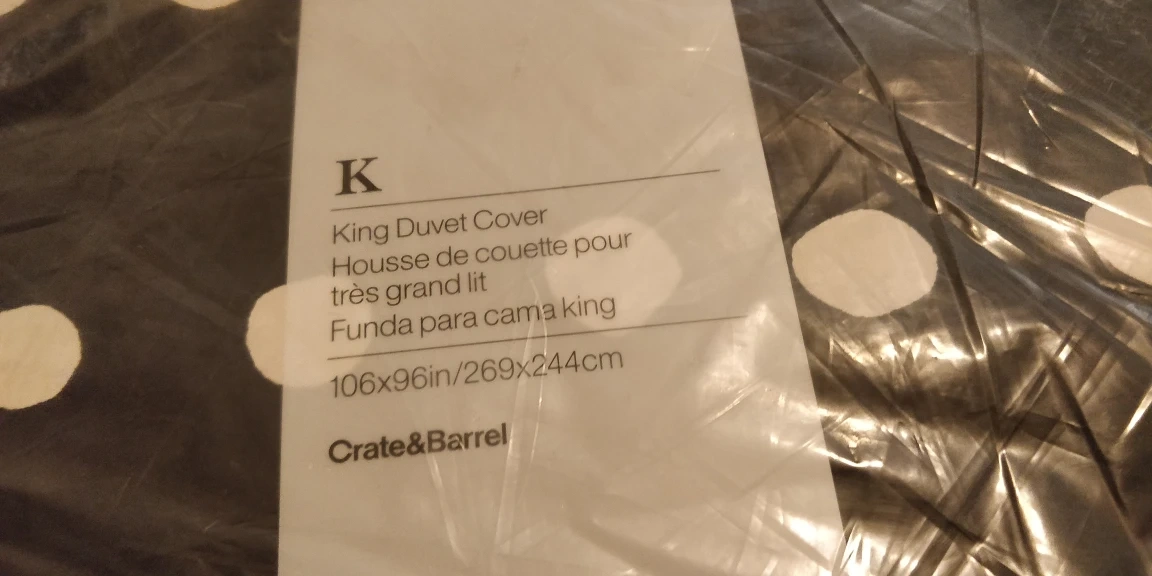 K
King Duvet Cover
Housse de couette pour
très grand lit
Funda para cama king
106x96in/269x244cm
Crate&Barrel